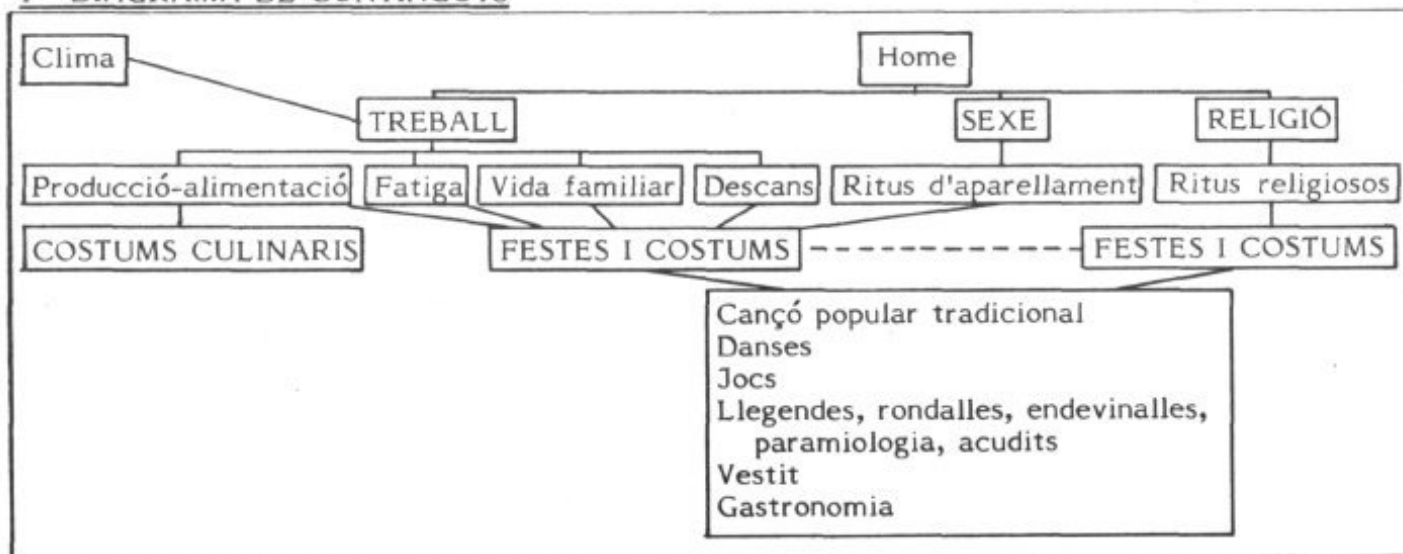 Clima
Home
TREBALL
SEXE
RELIGIÓ
Producció-alimentació
Fatiga
Vida familiar
Descans
Ritus d'aparellament
Ritus religiosos
COSTUMS CULINARIS
FESTES I COSTUMS
FESTES I COSTUMS
Cançó popular tradicional
Danses
Jocs
Llegendes, rondalles, endevinalles,
paramiologia, acudits
Vestit
Gastronomia